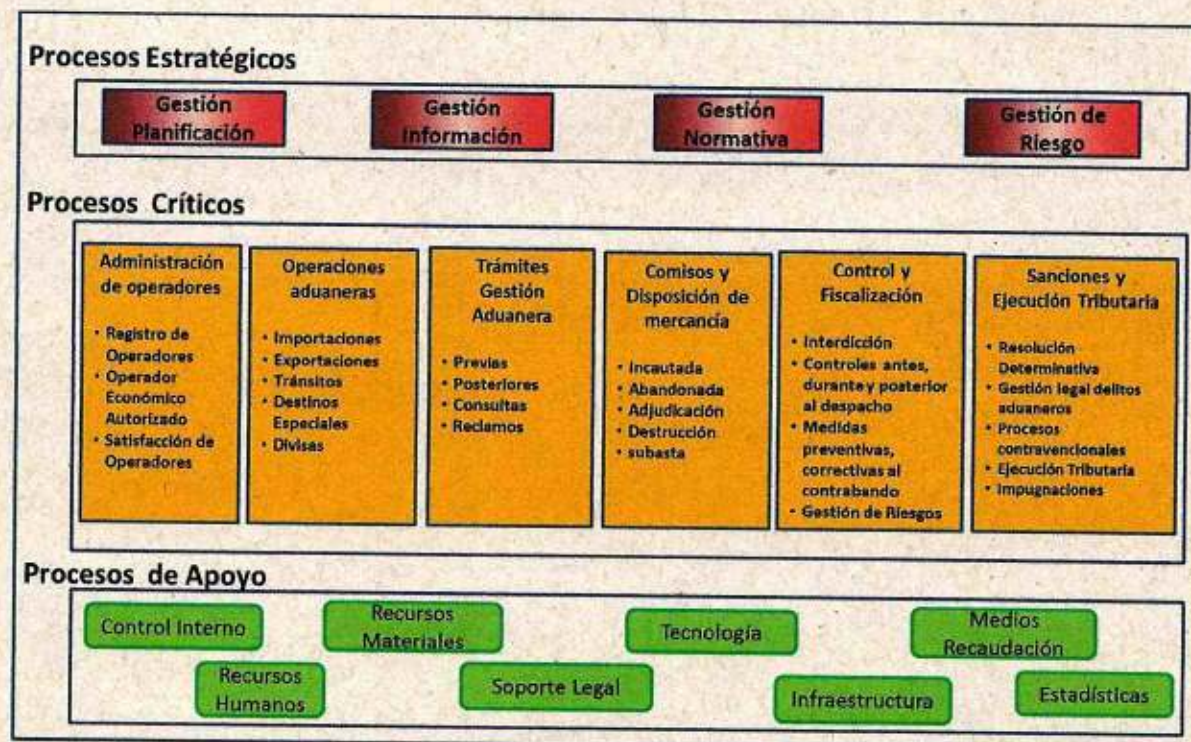 Procesos Estratégicos
Gestión
Planificación
Gestión
Información
Gestión
Normativa
Gestión de
Riesgo
Procesos Críticos
Administración
de operadores
• Registro de
Operadores
• Operador
Económico
Autorizado
• Satisfacción de
Operadores
Operaciones
aduaneras
• Importaciones
• Exportaciones
• Tránsitos
• Destinos
Especiales
• Divisas
Trámites
Gestión
Aduanera
• Previas
• Posteriores
• Consultas
• Reclamos
Comisos y
Disposición de
mercancía
• Incautada
• Abandonada
• Adjudicación
• Destrucción
• subasta
Control y
Fiscalización
• Interdicción
• Controles antes,
durante y posterior
al despacho
• Medidas
preventivas,
correctivas al
contrabando
• Gestión de Riesgos
Sanciones y
Ejecución Tributaria
• Resolución
Determinativa
• Gestión legal delitos
aduaneros
• Procesos
contravencionales
• Ejecución Tributaria
• Impugnaciones
Procesos de Apoyo
Control Interno
Recursos
Materiales
Tecnología
Medios
Recaudación
Recursos
Humanos
Soporte Legal
Infraestructura
Estadísticas